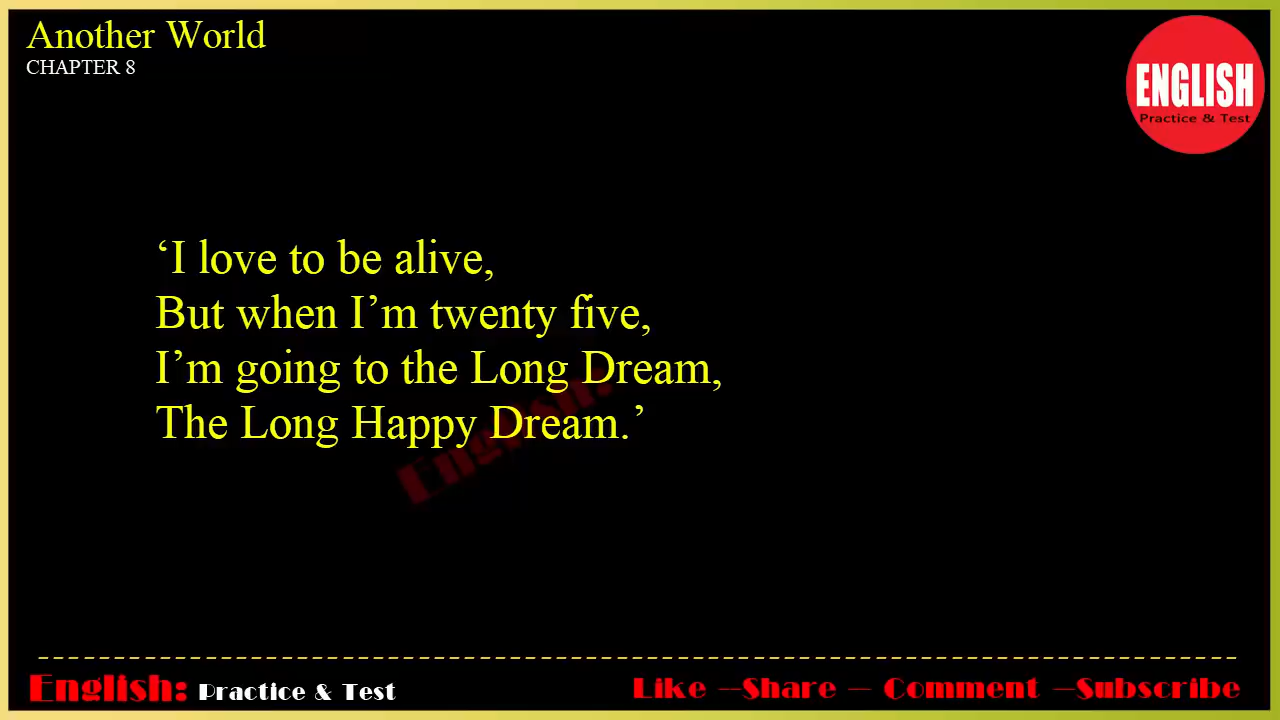 Another World
CHAPTER 8
ENGLISH
Practice & Test
‘I love to be alive,
But when I’m twenty five,
I’m going to the Long Dream,
The Long Happy Dream.’
English:
English: Practice & Test
Like —Share — Comment —Subscribe